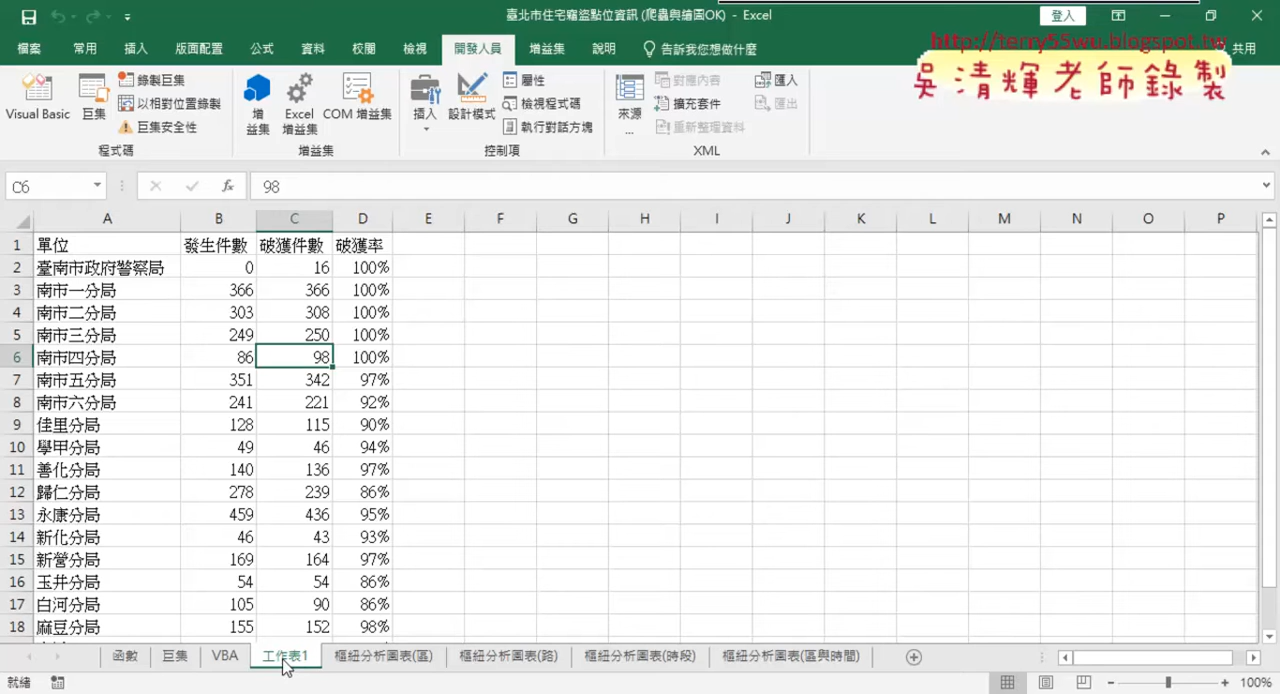 臺北市住宅竊盜點位資訊 (爬蟲與繪圖OK) - Excel
登入
檔案 常用 插入 版面配置 公式 資料 校閱 檢視 開發人員 增益集 說明 告訴我您想做什麼 共用
http://terry55wu.blogspot.tw
吳清輝老師錄製
Visual Basic 巨集 錄製巨集 以相對位置錄製 巨集安全性
增益集 Excel 增益集 COM 增益集
插入 設計模式 屬性 檢視程式碼 執行對話方塊
來源... 對應內容 擴充套件 重新整理資料 匯入 匯出
程式碼 增益集 控制項 XML
C6 fx 98
A B C D E F G H I J K L M N O P
1 單位 發生件數 破獲件數 破獲率
2 臺南市政府警察局 0 16 100%
3 南市一分局 366 366 100%
4 南市二分局 303 308 100%
5 南市三分局 249 250 100%
6 南市四分局 86 98 100%
7 南市五分局 351 342 97%
8 南市六分局 241 221 92%
9 佳里分局 128 115 90%
10 學甲分局 49 46 94%
11 善化分局 140 136 97%
12 歸仁分局 278 239 86%
13 永康分局 459 436 95%
14 新化分局 46 43 93%
15 新營分局 169 164 97%
16 玉井分局 54 54 86%
17 白河分局 105 90 86%
18 麻豆分局 155 152 98%
函數 巨集 VBA 工作表1 樞紐分析圖表(區) 樞紐分析圖表(路) 樞紐分析圖表(時段) 樞紐分析圖表(區與時間)
就緒 100%